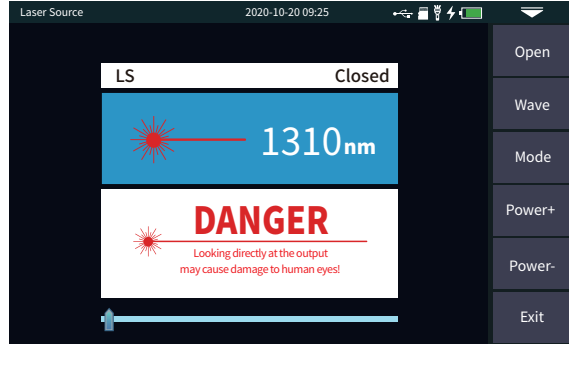 Laser Source
2020-10-20 09:25
LS
Closed
1310nm
DANGER
Looking directly at the output
may cause damage to human eyes!
Open
Wave
Mode
Power+
Power-
Exit